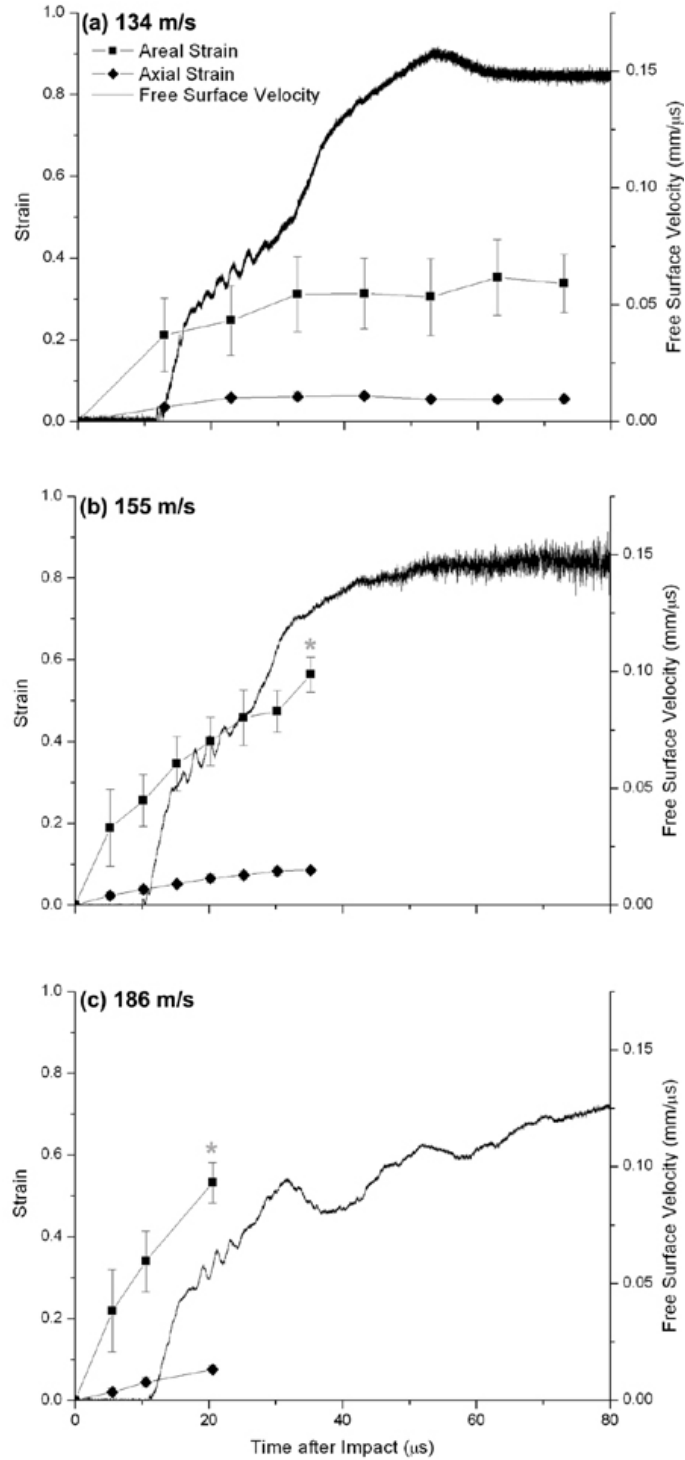 (a) 134 m/s
Areal Strain
Axial Strain
Free Surface Velocity
1.0
0.8
0.6
0.4
0.2
0.0
Strain
0.15
0.10
0.05
0.00
Free Surface Velocity (mm/μs)
(b) 155 m/s
*
1.0
0.8
0.6
0.4
0.2
0.0
Strain
0.15
0.10
0.05
0.00
Free Surface Velocity (mm/μs)
(c) 186 m/s
*
1.0
0.8
0.6
0.4
0.2
0.0
Strain
0.15
0.10
0.05
0.00
Free Surface Velocity (mm/μs)
0 20 40 60 80
Time after Impact (μs)